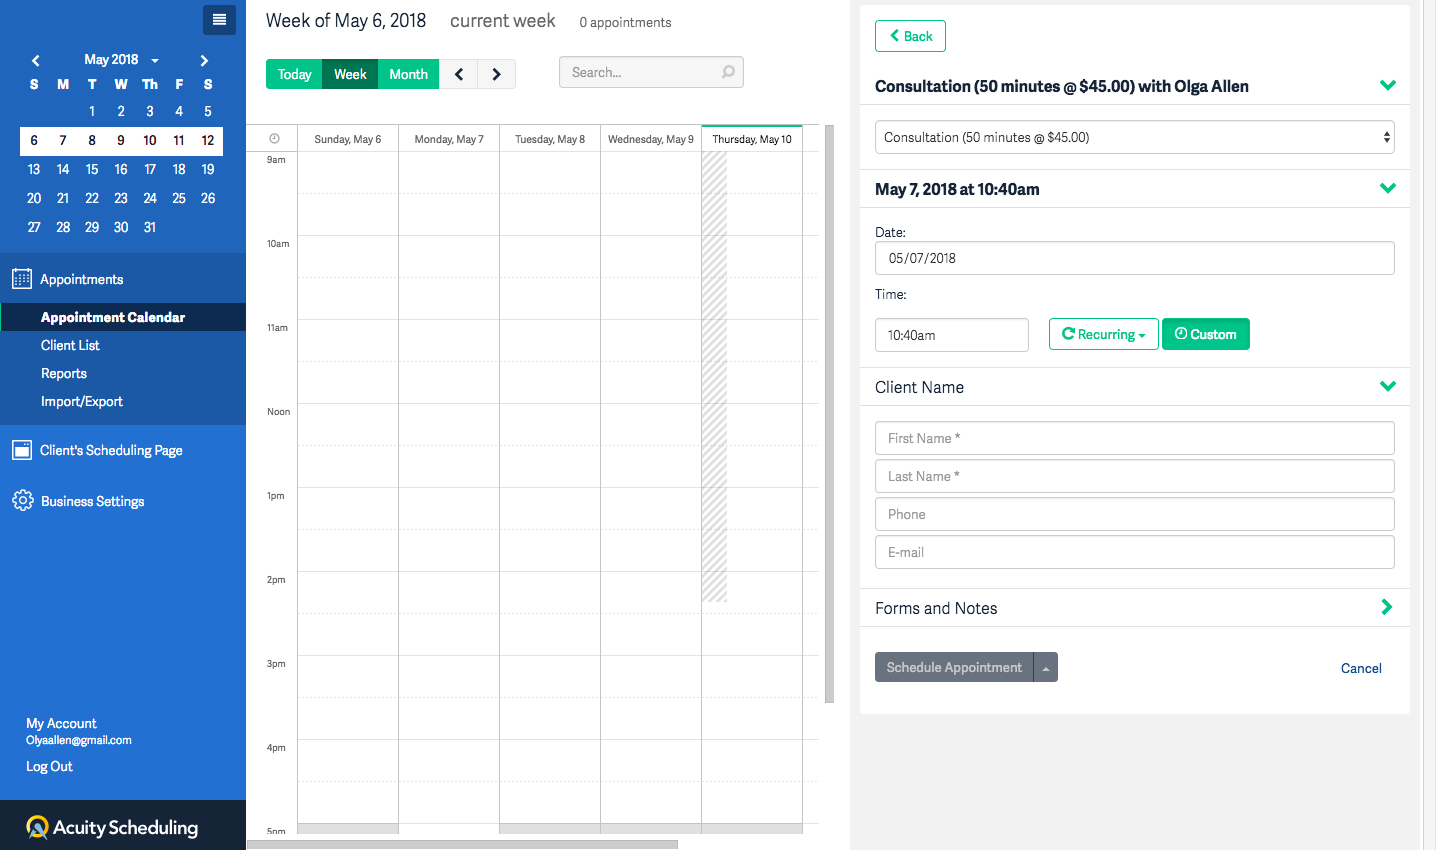 May 2018
S M T W Th F S
1 2 3 4 5
6 7 8 9 10 11 12
13 14 15 16 17 18 19
20 21 22 23 24 25 26
27 28 29 30 31
Appointments
Appointment Calendar
Client List
Reports
Import/Export
Client's Scheduling Page
Business Settings
My Account
Olyaallen@gmail.com
Log Out
Acuity Scheduling
Week of May 6, 2018 current week 0 appointments
Today Week Month
Search...
Sunday, May 6 Monday, May 7 Tuesday, May 8 Wednesday, May 9 Thursday, May 10
9am
10am
11am
Noon
1pm
2pm
3pm
4pm
5pm
Back
Consultation (50 minutes @ $45.00) with Olga Allen
Consultation (50 minutes @ $45.00)
May 7, 2018 at 10:40am
Date:
05/07/2018
Time:
10:40am Recurring Custom
Client Name
First Name *
Last Name *
Phone
E-mail
Forms and Notes
Schedule Appointment Cancel